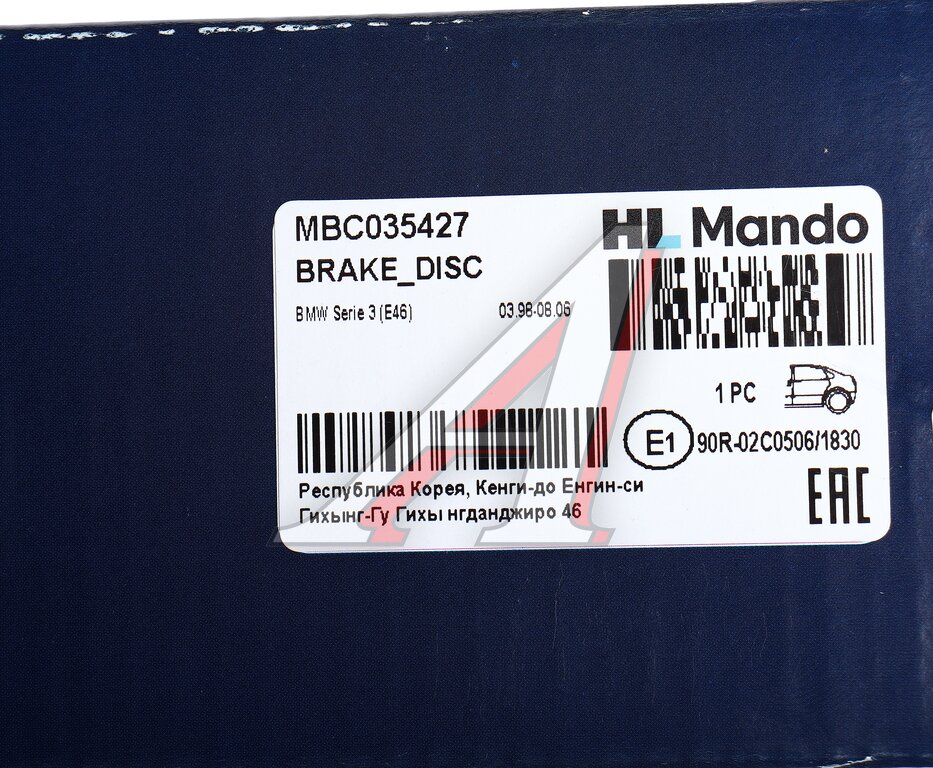 MBC035427
HL Mando
BRAKE_DISC
BMW Serie 3 (E46) 03.98-08.06
1 PC
E1 90R-02C0506/1830
Республика Корея, Кенги-до Енгин-си
Гихынг-Гу Гихы нгданджиро 46
EAC